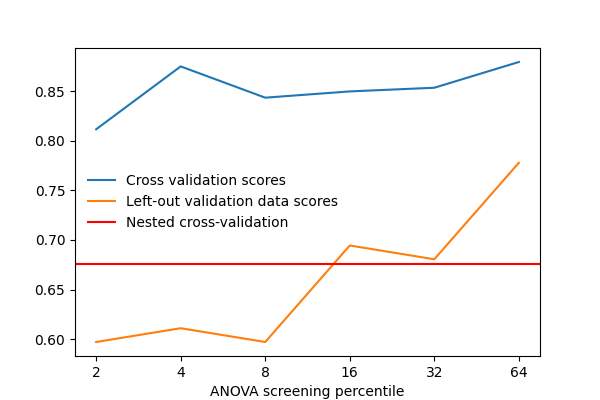 0.85
0.80
0.75
0.70
0.65
0.60
Cross validation scores
Left-out validation data scores
Nested cross-validation
2 4 8 16 32 64
ANOVA screening percentile